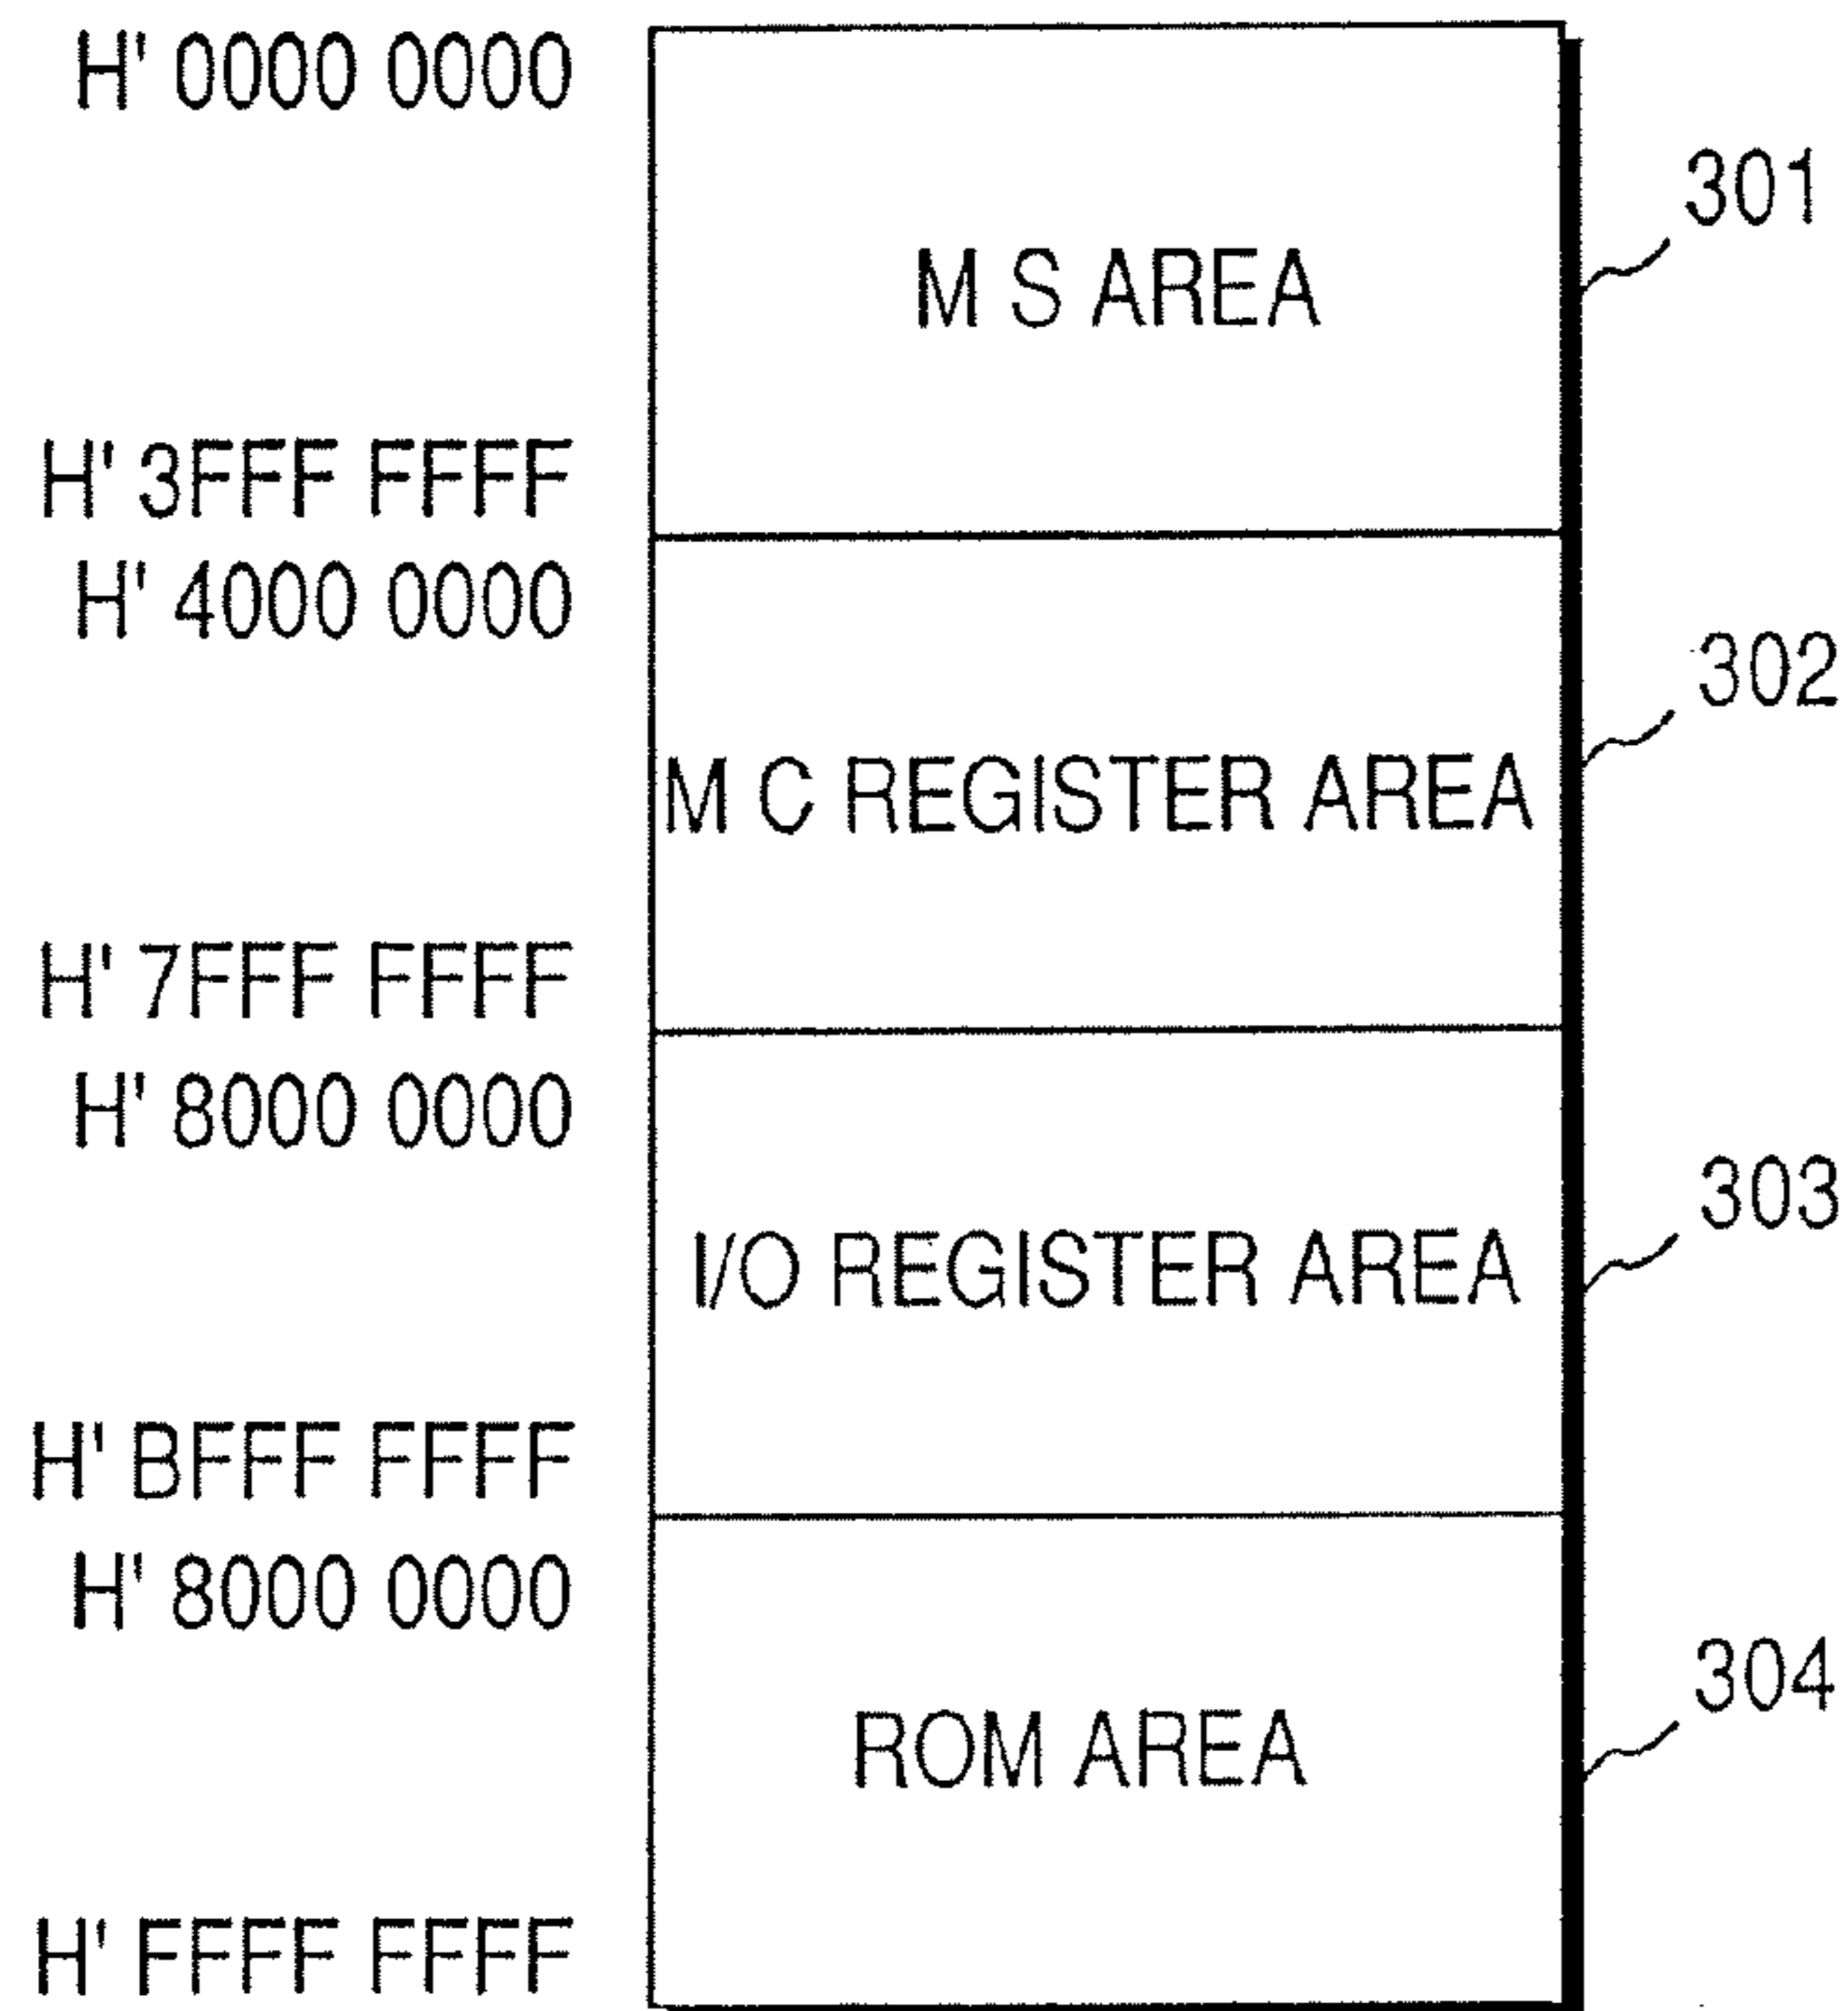 H' 0000 0000
301
M S AREA
H' 3FFF FFFF
H' 4000 0000
302
M C REGISTER AREA
H' 7FFF FFFF
H' 8000 0000
303
I/O REGISTER AREA
H' BFFF FFFF
H' 8000 0000
304
ROM AREA
H' FFFF FFFF